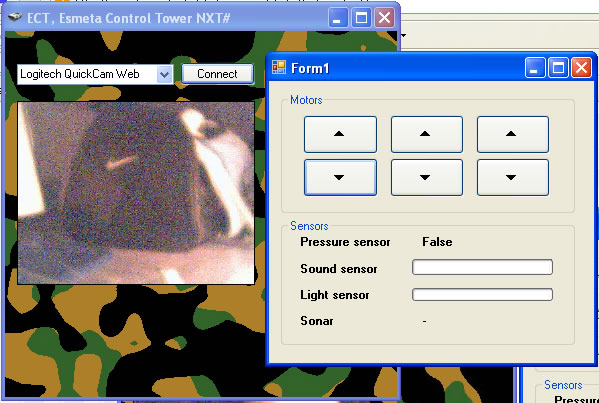 ECT, Esmeta Control Tower NXT#
Logitech QuickCam Web
Connect
Form1
Motors
Sensors
Pressure sensor False
Sound sensor
Light sensor
Sonar -
Sensors